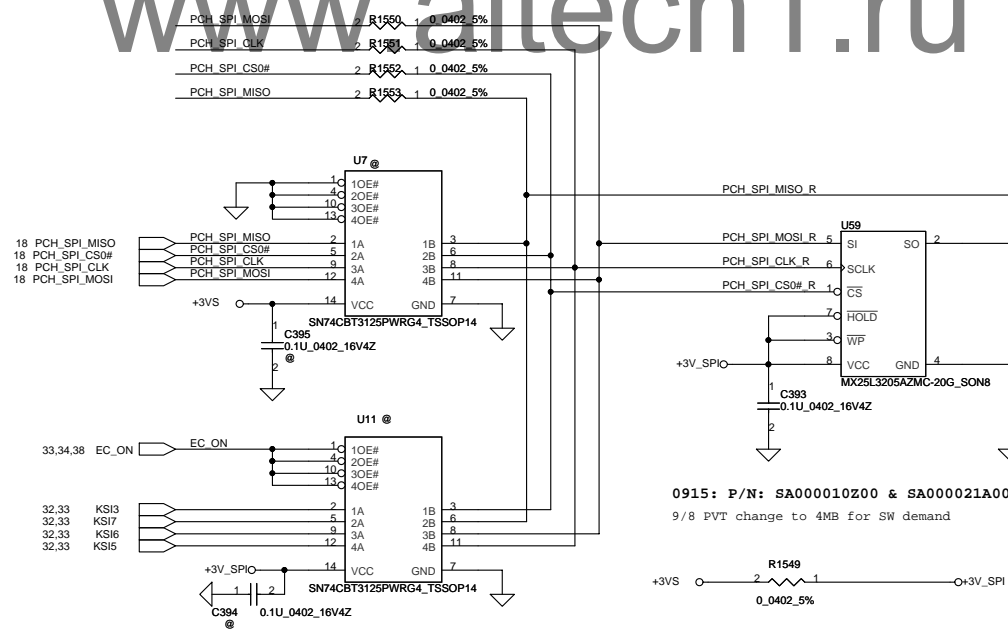 www.aitech1.ru
PCH_SPI_MOSI 2 R1550 1 0_0402_5%
PCH_SPI_CLK 2 R1551 1 0_0402_5%
PCH_SPI_CS0# 2 R1552 1 0_0402_5%
PCH_SPI_MISO 2 R1553 1 0_0402_5%
U7 @
1 1OE#
4 2OE#
10 3OE#
13 4OE#
18 PCH_SPI_MISO PCH_SPI_MISO 2 1A 1B 3
18 PCH_SPI_CS0# PCH_SPI_CS0# 5 2A 2B 6
18 PCH_SPI_CLK PCH_SPI_CLK 9 3A 3B 8
18 PCH_SPI_MOSI PCH_SPI_MOSI 12 4A 4B 11
+3VS 14 VCC GND 7
SN74CBT3125PWRG4_TSSOP14
1
C395
0.1U_0402_16V4Z
@
2
PCH_SPI_MISO_R
U59
PCH_SPI_MOSI_R 5 SI SO 2
PCH_SPI_CLK_R 6 SCLK
PCH_SPI_CS0#_R 1 CS
7 HOLD
3 WP
+3V_SPI 8 VCC GND 4
MX25L3205AZMC-20G_SON8
1
C393
0.1U_0402_16V4Z
2
U11 @
33,34,38 EC_ON EC_ON 1 1OE#
4 2OE#
10 3OE#
13 4OE#
32,33 KSI3 2 1A 1B 3
32,33 KSI7 5 2A 2B 6
32,33 KSI6 9 3A 3B 8
32,33 KSI5 12 4A 4B 11
+3V_SPI 14 VCC GND 7
SN74CBT3125PWRG4_TSSOP14
1 2
C394 0.1U_0402_16V4Z
@
0915: P/N: SA000010Z00 & SA000021A00
9/8 PVT change to 4MB for SW demand
R1549
+3VS 2 1 +3V_SPI
0_0402_5%